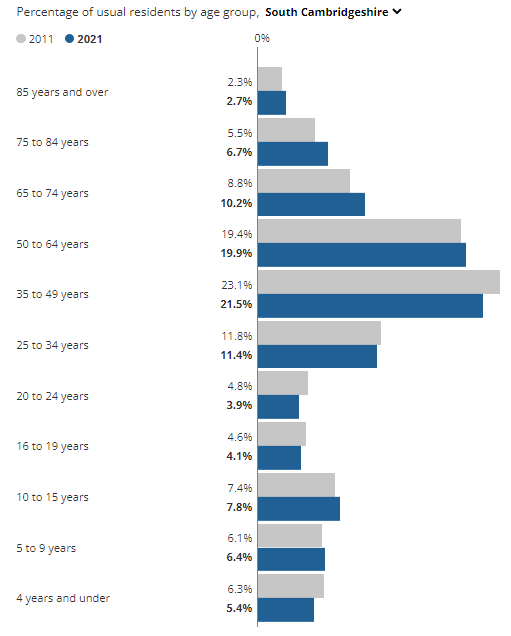 Percentage of usual residents by age group, South Cambridgeshire
2011 2021
0%
85 years and over
2.3%
2.7%
75 to 84 years
5.5%
6.7%
65 to 74 years
8.8%
10.2%
50 to 64 years
19.4%
19.9%
35 to 49 years
23.1%
21.5%
25 to 34 years
11.8%
11.4%
20 to 24 years
4.8%
3.9%
16 to 19 years
4.6%
4.1%
10 to 15 years
7.4%
7.8%
5 to 9 years
6.1%
6.4%
4 years and under
6.3%
5.4%